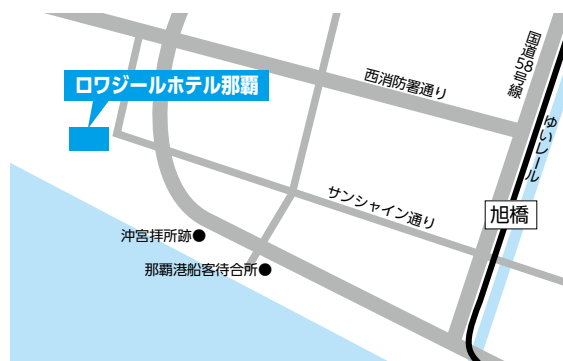 国道58号線
西消防署通り
ロワジールホテル那覇
ゆいレール
サンシャイン通り
旭橋
沖宮拝所跡
那覇港船客待合所